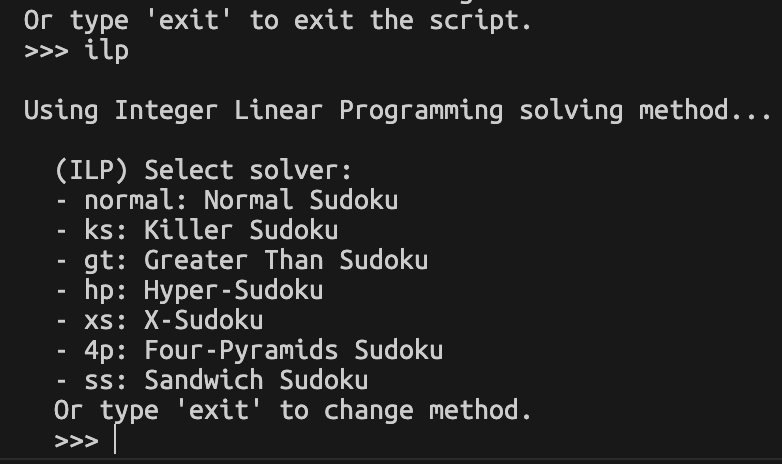 Or type 'exit' to exit the script.
>>> ilp
Using Integer Linear Programming solving method...
(ILP) Select solver:
- normal: Normal Sudoku
- ks: Killer Sudoku
- gt: Greater Than Sudoku
- hp: Hyper-Sudoku
- xs: X-Sudoku
- 4p: Four-Pyramids Sudoku
- ss: Sandwich Sudoku
Or type 'exit' to change method.
>>>